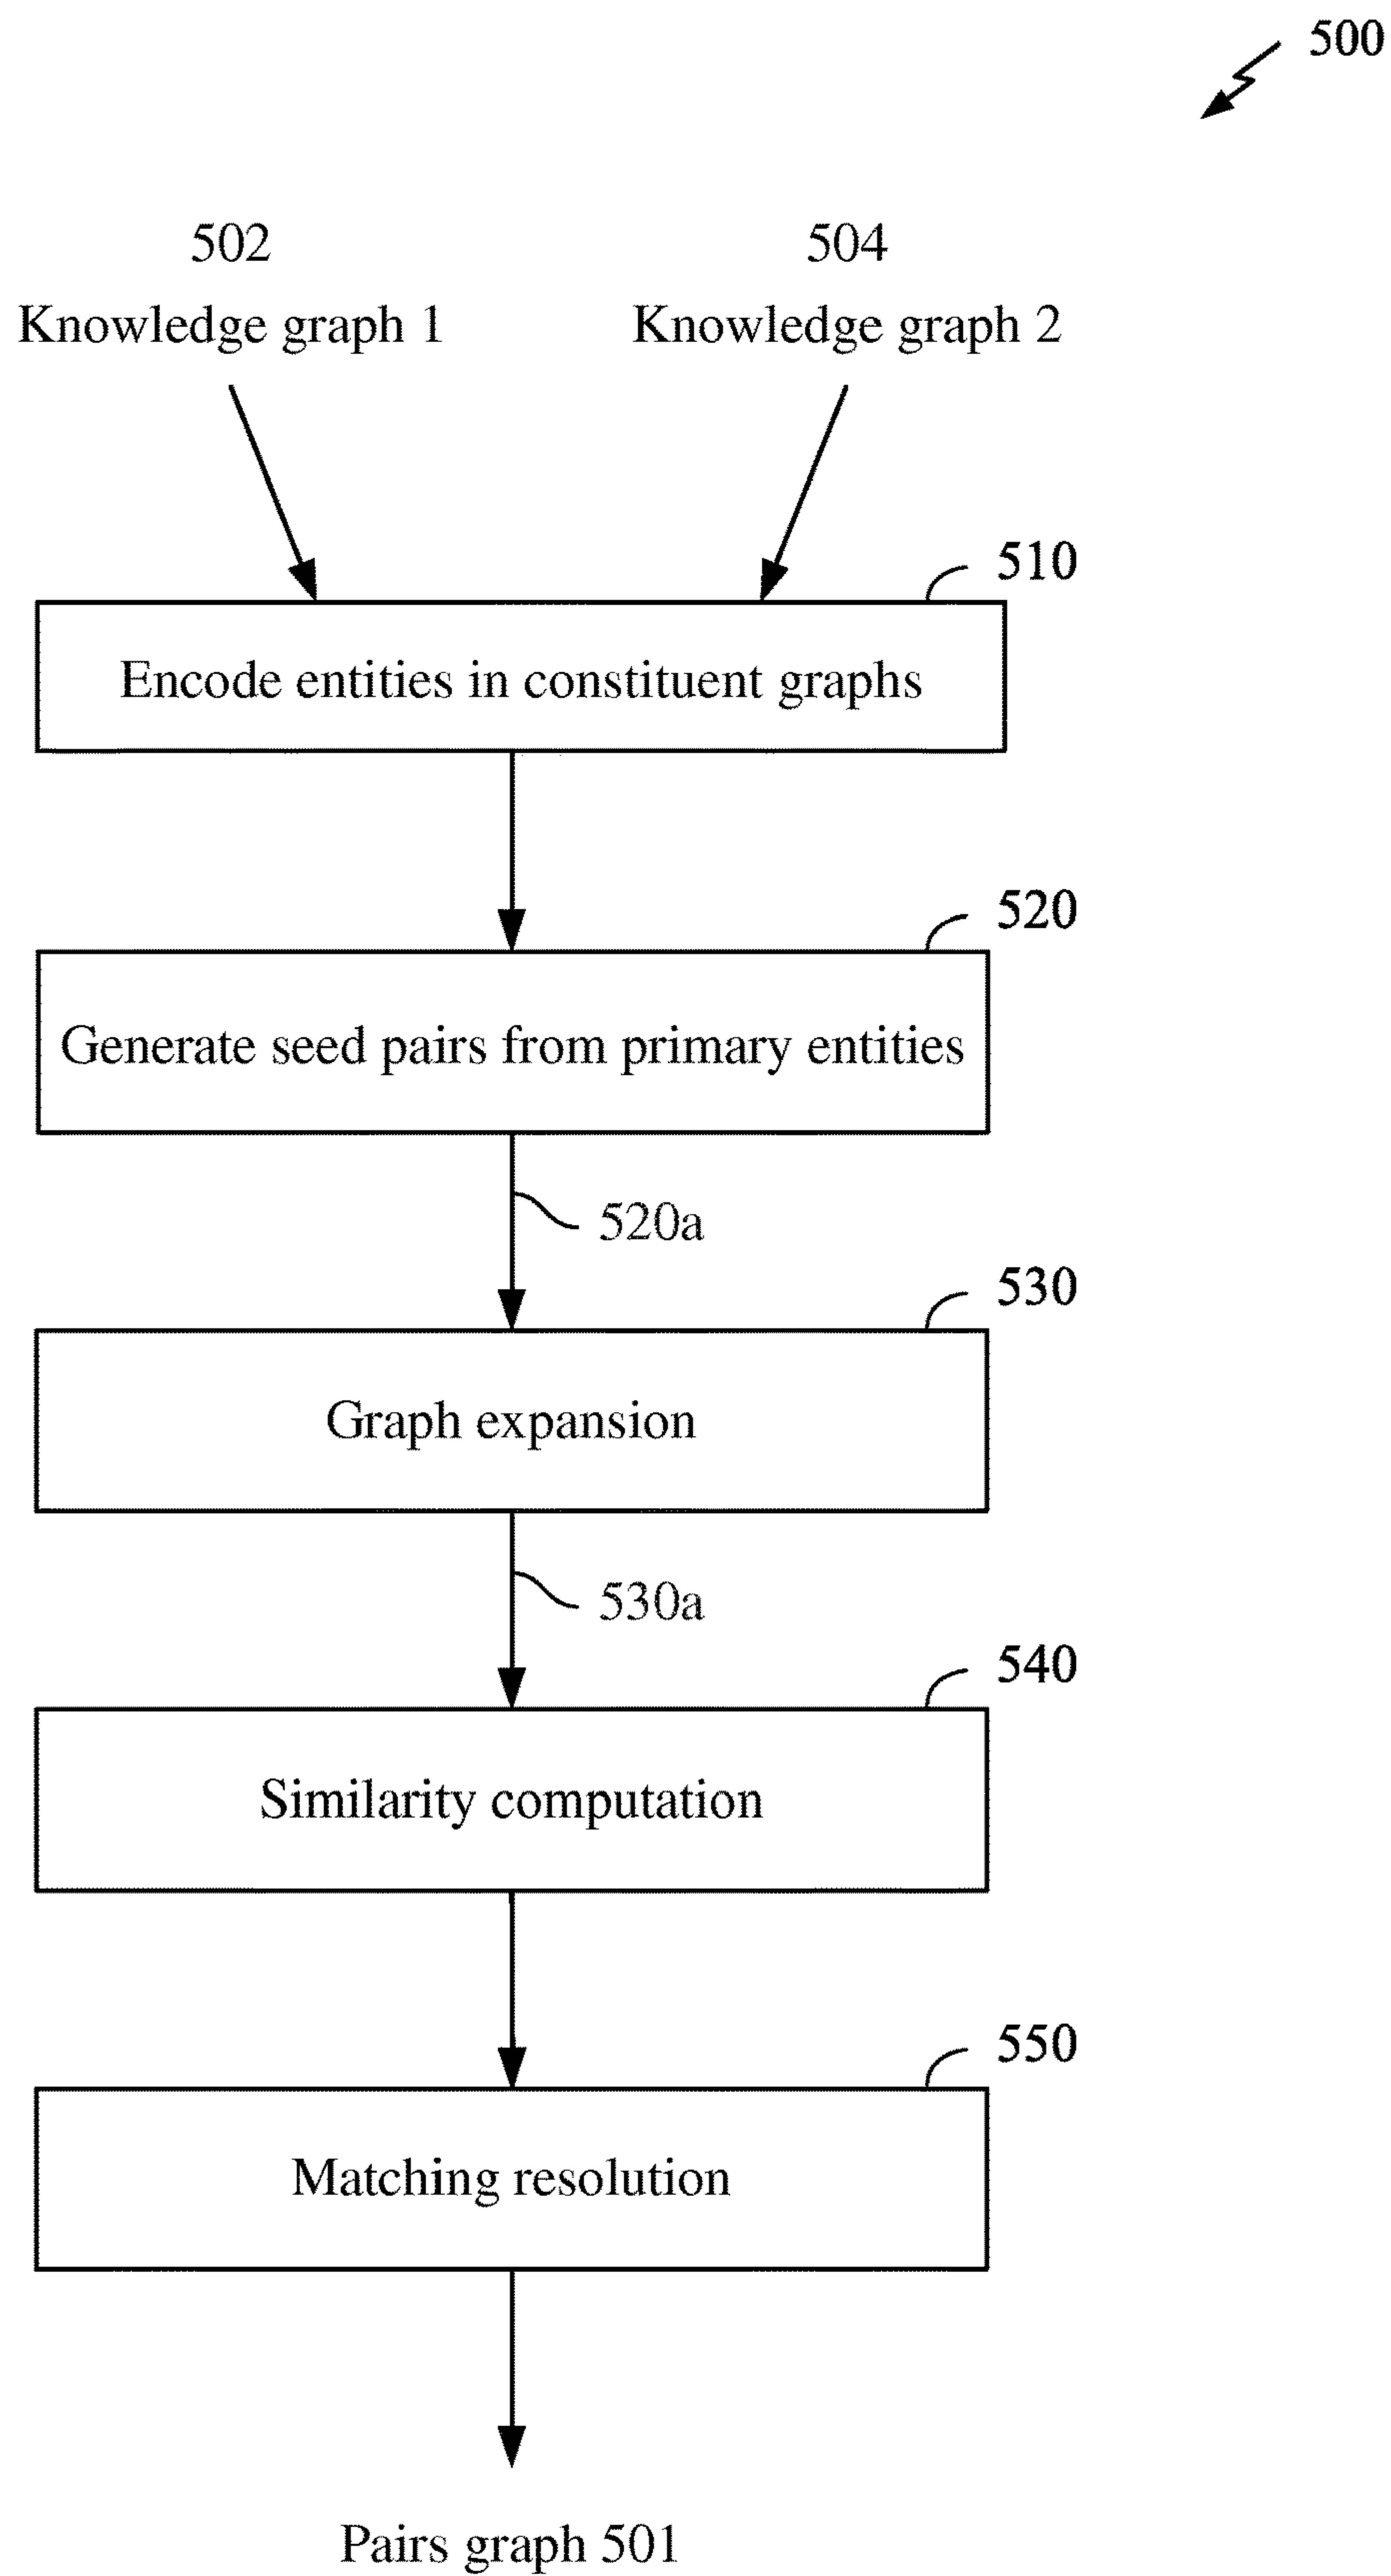 500
502
504
Knowledge graph 1
Knowledge graph 2
510
Encode entities in constituent graphs
520
Generate seed pairs from primary entities
520a
530
Graph expansion
530a
540
Similarity computation
550
Matching resolution
Pairs graph 501